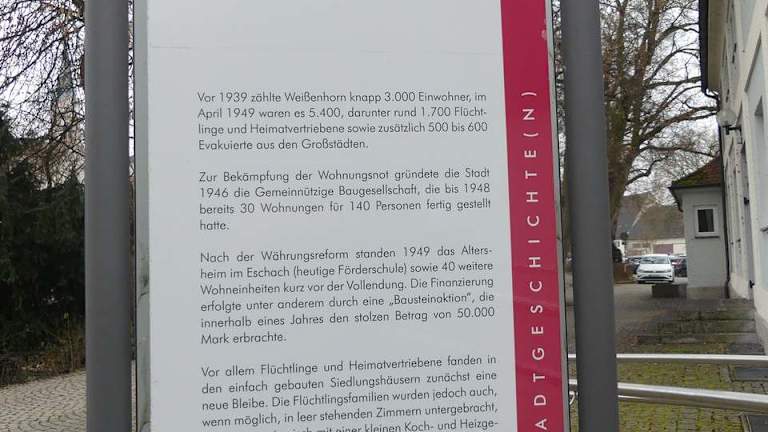 Vor 1939 zählte Weißenhorn knapp 3.000 Einwohner, im
April 1949 waren es 5.400, darunter rund 1.700 Flücht-
linge und Heimatvertriebene sowie zusätzlich 500 bis 600
Evakuierte aus den Großstädten.
Zur Bekämpfung der Wohnungsnot gründete die Stadt
1946 die Gemeinnützige Baugesellschaft, die bis 1948
bereits 30 Wohnungen für 140 Personen fertig gestellt
hatte.
Nach der Währungsreform standen 1949 das Alters-
heim im Eschach (heutige Förderschule) sowie 40 weitere
Wohneinheiten kurz vor der Vollendung. Die Finanzierung
erfolgte unter anderem durch eine „Bausteinaktion", die
innerhalb eines Jahres den stolzen Betrag von 50.000
Mark erbrachte.
Vor allem Flüchtlinge und Heimatvertriebene fanden in
den einfach gebauten Siedlungshäusern zunächst eine
neue Bleibe. Die Flüchtlingsfamilien wurden jedoch auch,
wenn möglich, in leer stehenden Zimmern untergebracht,
mit einer kleinen Koch- und Heizge-
ADTGESCHICHTE(N)